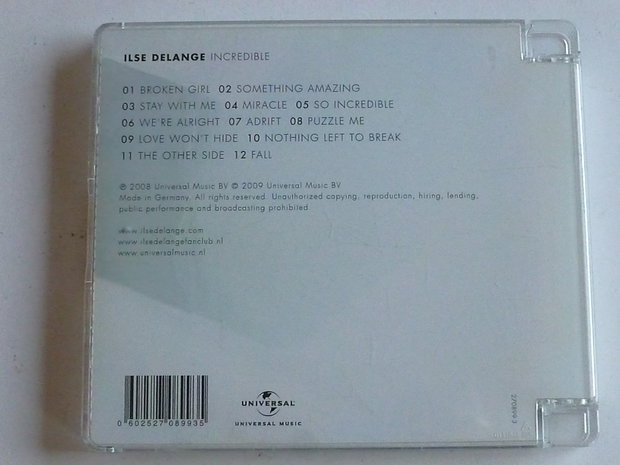 ILSE DELANGE INCREDIBLE
01 BROKEN GIRL 02 SOMETHING AMAZING
03 STAY WITH ME 04 MIRACLE 05 SO INCREDIBLE
06 WE'RE ALRIGHT 07 ADRIFT 08 PUZZLE ME
09 LOVE WON'T HIDE 10 NOTHING LEFT TO BREAK
11 THE OTHER SIDE 12 FALL
℗ 2008 Universal Music BV © 2009 Universal Music BV
Made in Germany. All rights reserved. Unauthorized copying, reproduction, hiring, lending,
public performance and broadcasting prohibited.
www.ilsedelange.com
www.ilsedelangefanclub.nl
www.universalmusic.nl
0 602527 089935
UNIVERSAL
UNIVERSAL MUSIC
270899 3